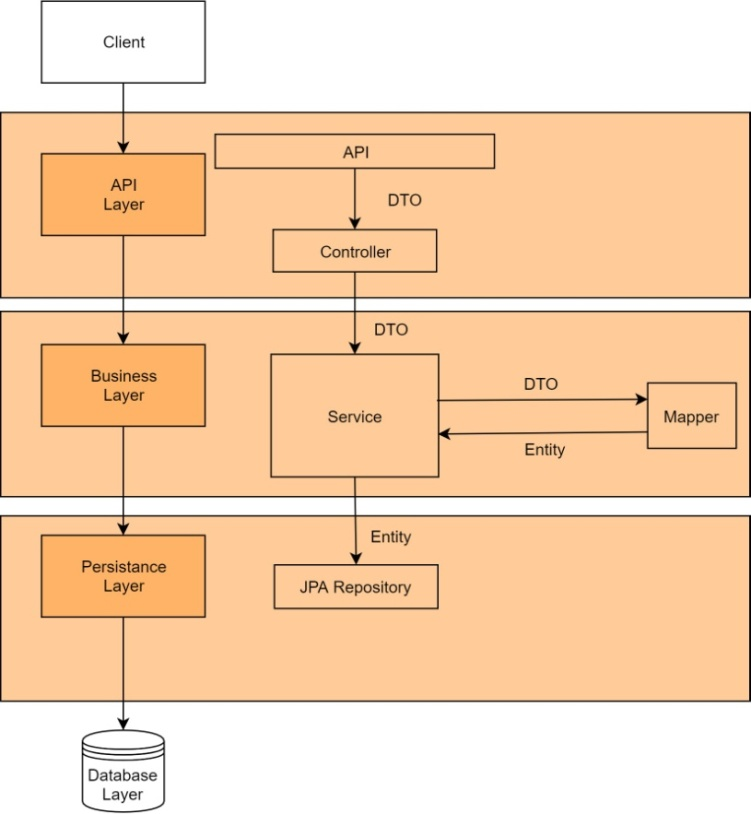 Client
API
Layer
API
DTO
Controller
DTO
Business
Layer
Service
DTO
Mapper
Entity
Entity
Persistance
Layer
JPA Repository
Database
Layer